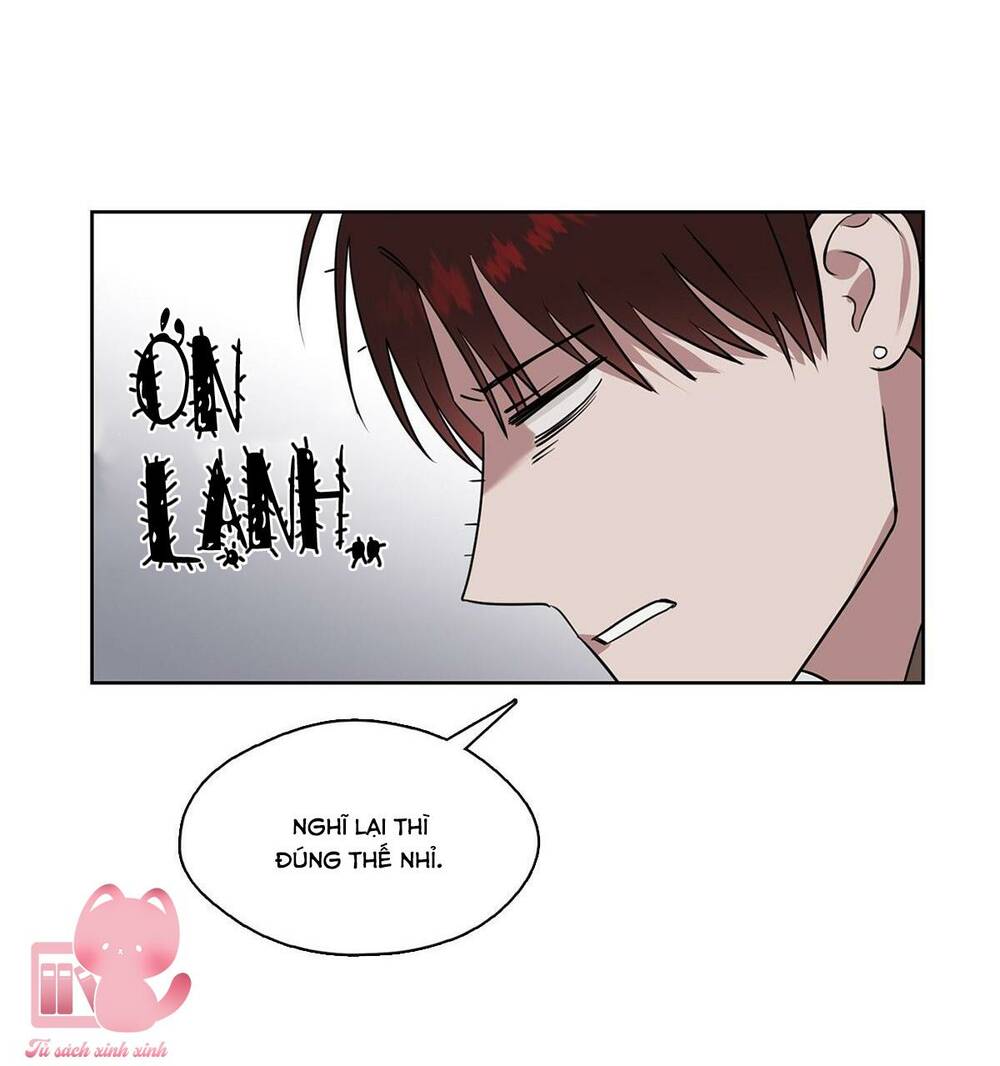 ỚN
LẠNH..
NGHĨ LẠI THÌ
ĐÚNG THẾ NHỈ.
Tủ sách xinh xinh